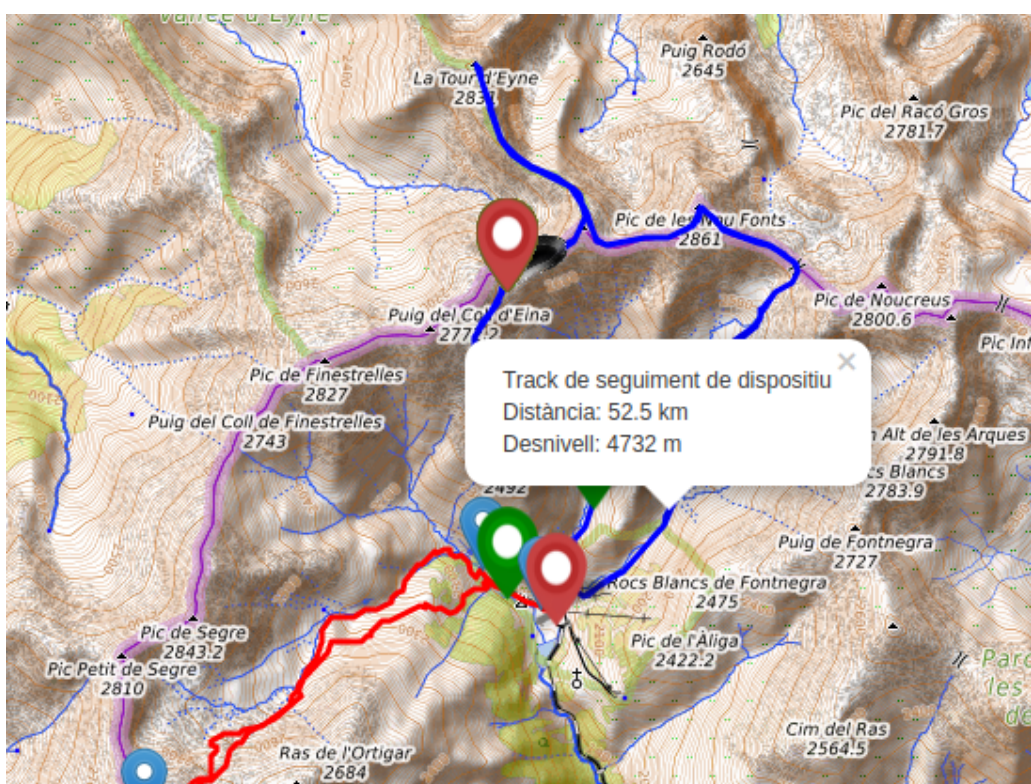 Vallée d'Eyne
La Tour d'Eyne
2831
Puig Rodó
2645
Pic del Racó Gros
2781.7
Pic de les Nou Fonts
2861
Puig del Coll d'Eina
Pic de Noucreus
2800.6
Pic de Finestrelles
2827
Puig del Coll de Finestrelles
2743
Track de seguiment de dispositiu
Distància: 52.5 km
Desnivell: 4732 m
×
Alt de les Arques
2791.8
Blancs
2783.9
2492
Puig de Fontnegra
2727
Rocs Blancs de Fontnegra
2475
Pic de Segre
2843.2
Pic Petit de Segre
2810
Pic de l'Àliga
2422.2
les
Cim del Ras
2564.5
Ras de l'Ortigar
2684